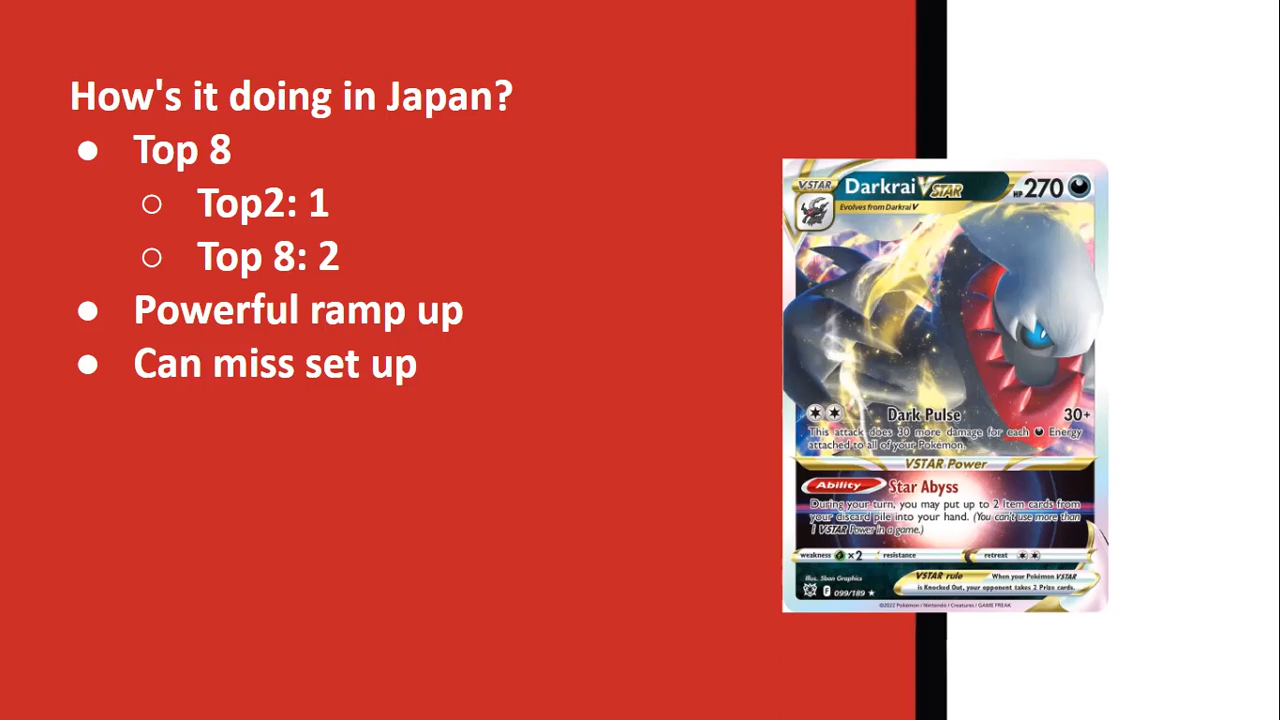 How's it doing in Japan?
● Top 8
○ Top2: 1
○ Top 8: 2
● Powerful ramp up
● Can miss set up
VSTAR Darkrai VSTAR HP 270
Evolves from Darkrai V
Dark Pulse 30+
This attack does 30 more damage for each Energy
attached to all of your Pokémon.
VSTAR Power
Ability Star Abyss
During your turn, you may put up to 2 Item cards from
your discard pile into your hand. (You can't use more than
1 VSTAR Power in a game.)
weakness ×2 resistance retreat
Illus. 5ban Graphics
VSTAR rule When your Pokémon VSTAR
is Knocked Out, your opponent takes 2 Prize cards.
F 099/189 ★
©2022 Pokémon / Nintendo / Creatures / GAME FREAK